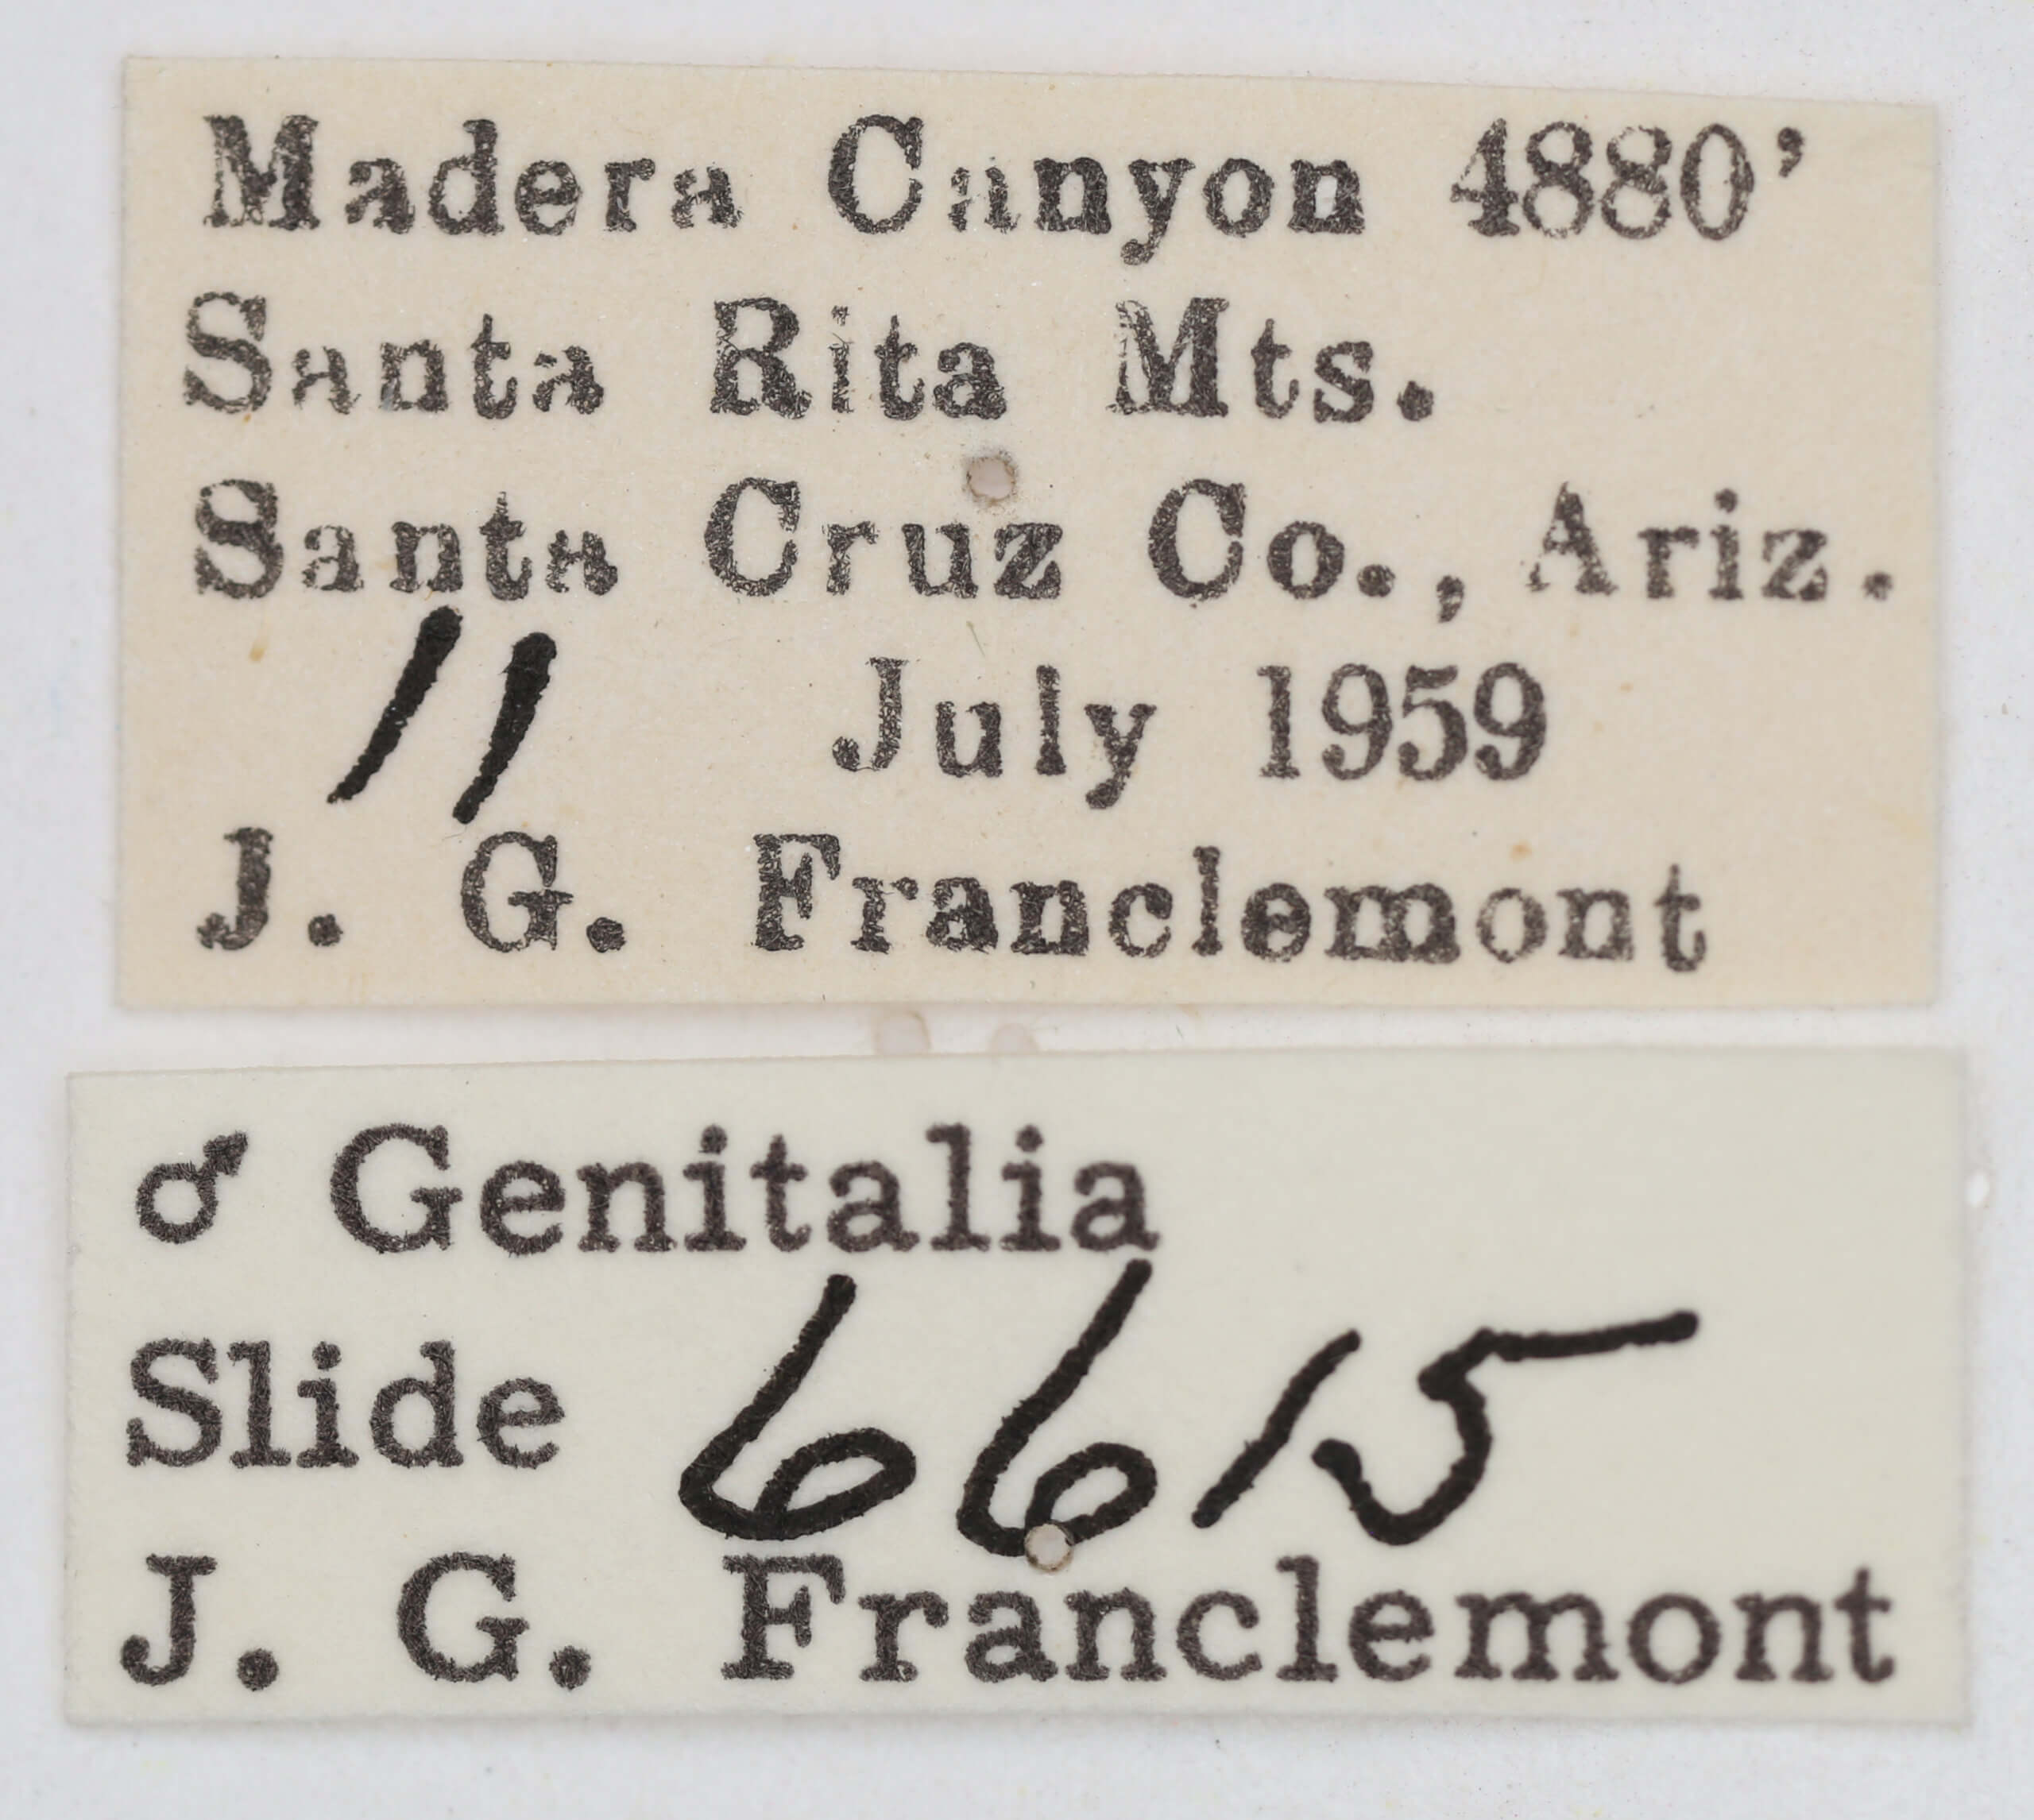 Madera Canyon 4880'
Santa Rita Mts.
Santa Cruz Co., Ariz.
11 July 1959
J. G. Franclemont
♂ Genitalia
Slide 6615
J. G. Franclemont